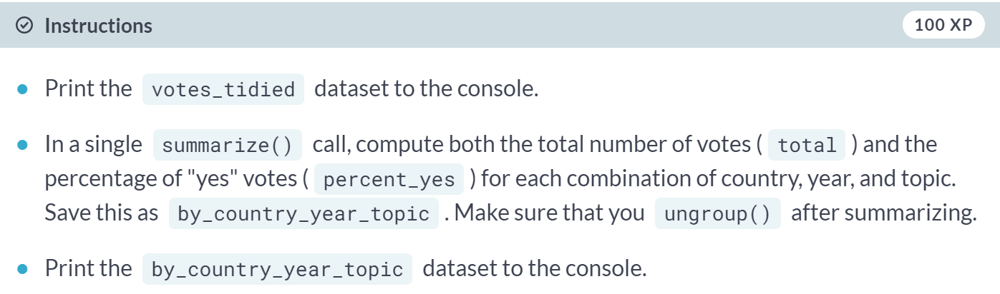 Instructions 100 XP
Print the votes_tidied dataset to the console.
In a single summarize() call, compute both the total number of votes ( total ) and the
percentage of "yes" votes ( percent_yes ) for each combination of country, year, and topic.
Save this as by_country_year_topic . Make sure that you ungroup() after summarizing.
Print the by_country_year_topic dataset to the console.